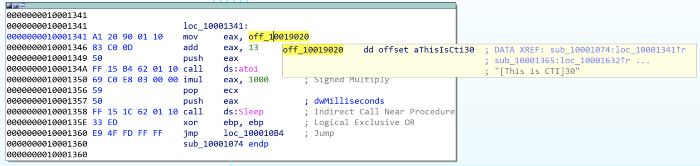 0000000010001341
0000000010001341 loc_10001341:
0000000010001341 A1 20 90 01 10 mov eax, off_10019020
0000000010001346 83 C0 0D add eax, 13
0000000010001349 50 push eax
000000001000134A FF 15 B4 62 01 10 call ds:atoi
0000000010001350 69 C0 E8 03 00 00 imul eax, 1000 ; Signed Multiply
0000000010001356 59 pop ecx
0000000010001357 50 push eax ; dwMilliseconds
0000000010001358 FF 15 1C 62 01 10 call ds:Sleep ; Indirect Call Near Procedure
000000001000135E 33 ED xor ebp, ebp ; Logical Exclusive OR
0000000010001360 E9 4F FD FF FF jmp loc_100010B4 ; Jump
0000000010001360 sub_10001074 endp
0000000010001360
off_10019020 dd offset aThisIsCti30 ; DATA XREF: sub_10001074:loc_10001341↑r
; sub_10001365:loc_10001632↑r ...
; "[This is CTI]30"